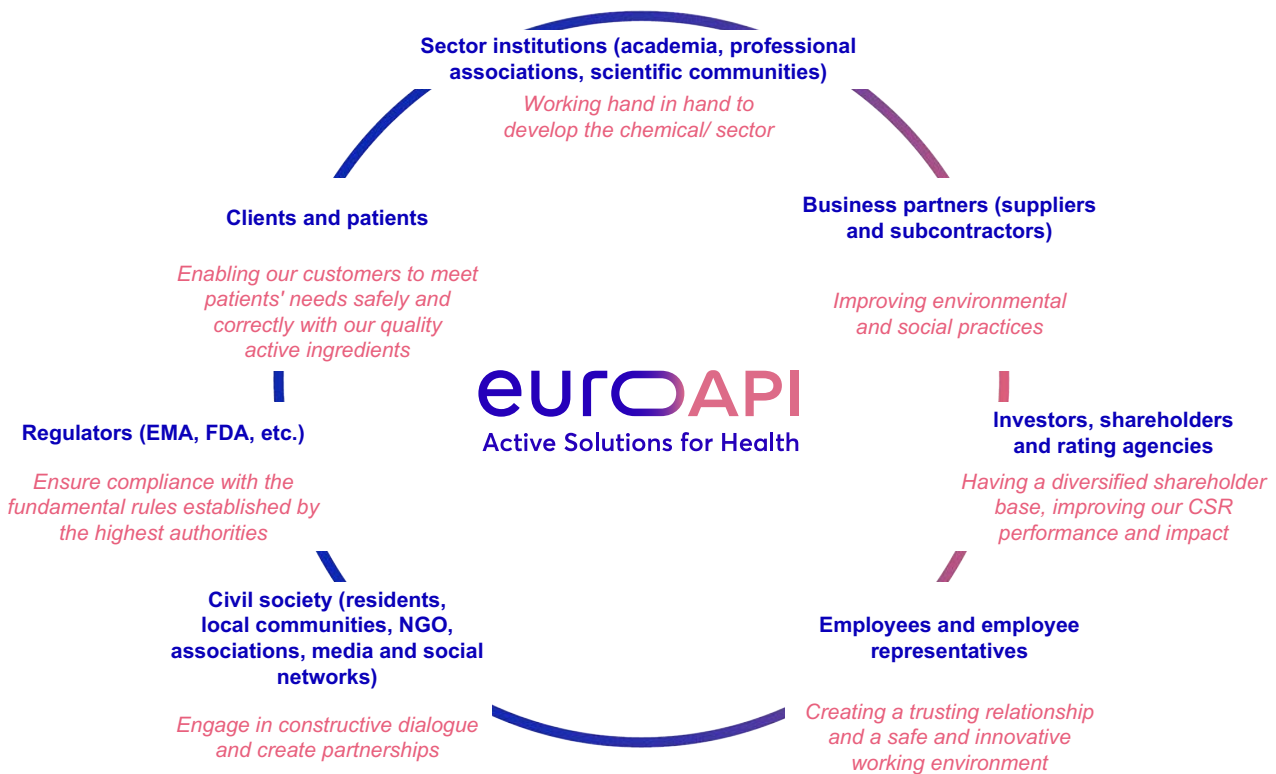 Sector institutions (academia, professional
associations, scientific communities)
Working hand in hand to
develop the chemical/ sector
Clients and patients
Enabling our customers to meet
patients' needs safely and
correctly with our quality
active ingredients
Business partners (suppliers
and subcontractors)
Improving environmental
and social practices
euroAPI
Active Solutions for Health
Regulators (EMA, FDA, etc.)
Ensure compliance with the
fundamental rules established by
the highest authorities
Investors, shareholders
and rating agencies
Having a diversified shareholder
base, improving our CSR
performance and impact
Civil society (residents,
local communities, NGO,
associations, media and social
networks)
Engage in constructive dialogue
and create partnerships
Employees and employee
representatives
Creating a trusting relationship
and a safe and innovative
working environment